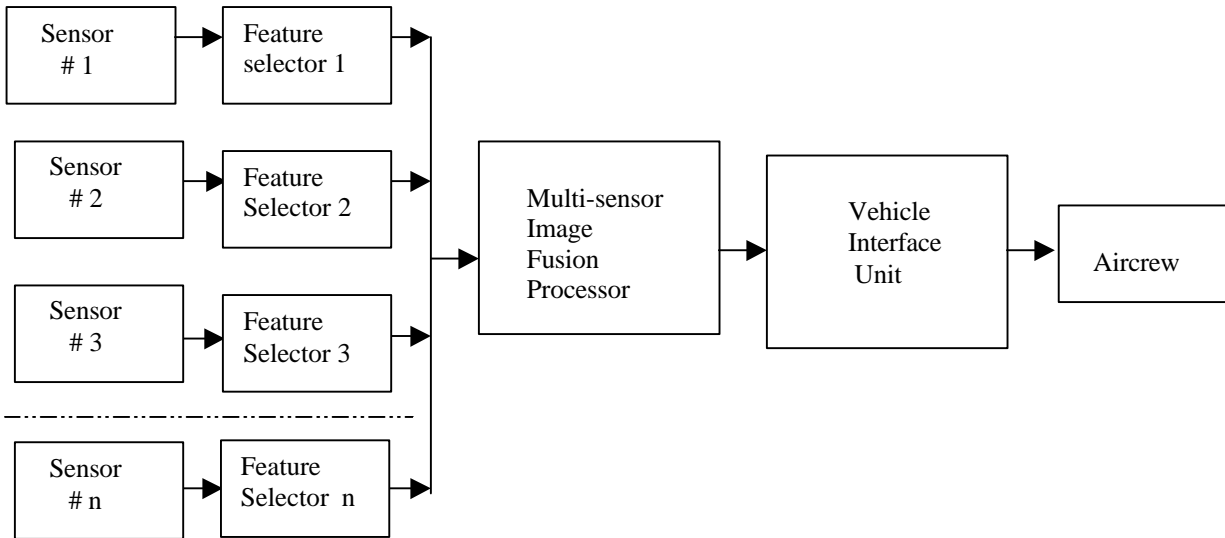 Sensor
# 1
Feature
selector 1
Sensor
# 2
Feature
Selector 2
Sensor
# 3
Feature
Selector 3
Sensor
# n
Feature
Selector n
Multi-sensor
Image
Fusion
Processor
Vehicle
Interface
Unit
Aircrew